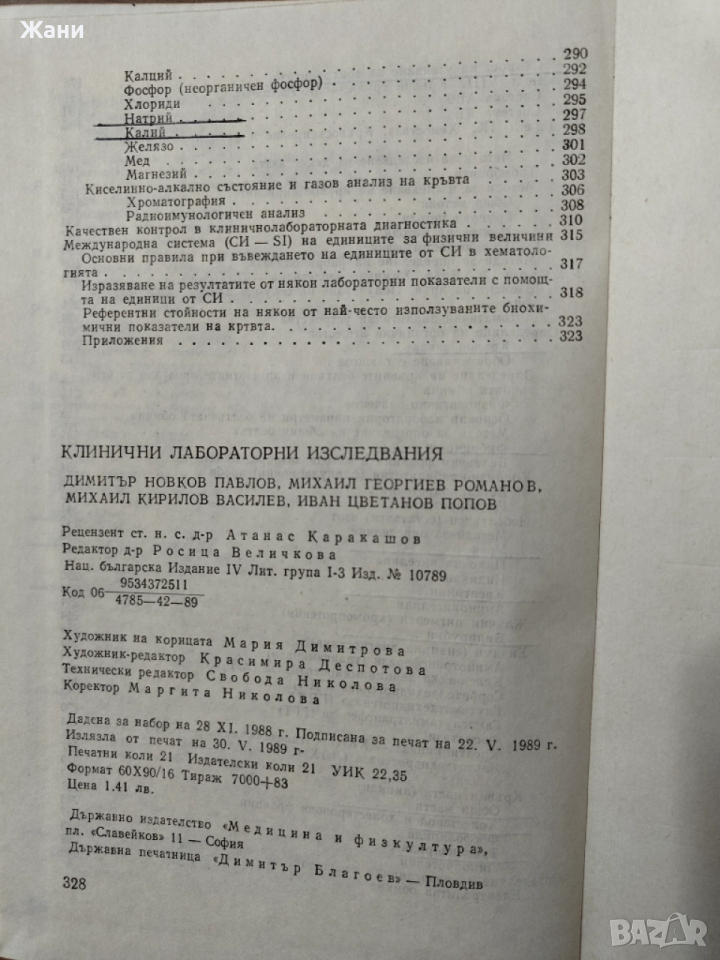 Жани
290
Калций . . . . . . . . . . . . 292
Фосфор (неорганичен фосфор) . . . . . . . 294
Хлориди . . . . . . . . . . . 295
Натрий . . . . . . . . . . . . 297
Калий . . . . . . . . . . . . 298
Желязо . . . . . . . . . . . . 301
Мед . . . . . . . . . . . . 302
Магнезий . . . . . . . . . . . . 303
Киселинно-алкално състояние и газов анализ на кръвта . . . . 306
Хроматография . . . . . . . . . . . 308
Радиоимунологичен анализ . . . . . . . . 310
Качествен контрол в клиничнолабораторната диагностика . . . .
Международна система (СИ — SI) на единиците за физични величини 315
Основни правила при въвеждането на единиците от СИ в хематоло-
гията . . . . . . . . . . . . . 317
Изразяване на резултатите от някои лабораторни показатели с помощ-
та на единици от СИ . . . . . . . . . . 318
Референтни стойности на някои от най-често използуваните биохи-
мични показатели на кртвта. . . . . . . . . 323
Приложения . . . . . . . . . . . . 323
КЛИНИЧНИ ЛАБОРАТОРНИ ИЗСЛЕДВАНИЯ
ДИМИТЪР НОВКОВ ПАВЛОВ, МИХАИЛ ГЕОРГИЕВ РОМАНОВ,
МИХАИЛ КИРИЛОВ ВАСИЛЕВ, ИВАН ЦВЕТАНОВ ПОПОВ
Рецензент ст. н. с. д-р Атанас Каракашов
Редактор д-р Росица Величкова
Нац. българска Издание IV Лит. група I-3 Изд. № 10789
9534372511
Код 06
4785—42—89
Художник на корицата Мария Димитрова
Художник-редактор Красимира Деспотова
Технически редактор Свобода Николова
Коректор Маргита Николова
Дадена за набор на 28 XI. 1988 г. Подписана за печат на 22. V. 1989 г.
Излязла от печат на 30. V. 1989 г-
Печатни коли 21 Издателски коли 21 УИК 22,35
Формат 60X90/16 Тираж 7000+83
Цена 1.41 лв.
Държавно издателство «Медицина и физкултура»,
пл. «Славейков» 11 — София
Държавна печатница «Димитър Благоев» — Пловдив
328
BAZAR